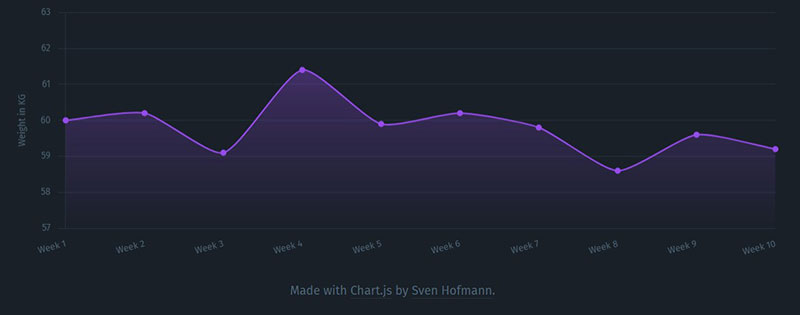 63
62
61
60
59
58
57
Weight in KG
Week 1 Week 2 Week 3 Week 4 Week 5 Week 6 Week 7 Week 8 Week 9 Week 10
Made with Chart.js by Sven Hofmann.